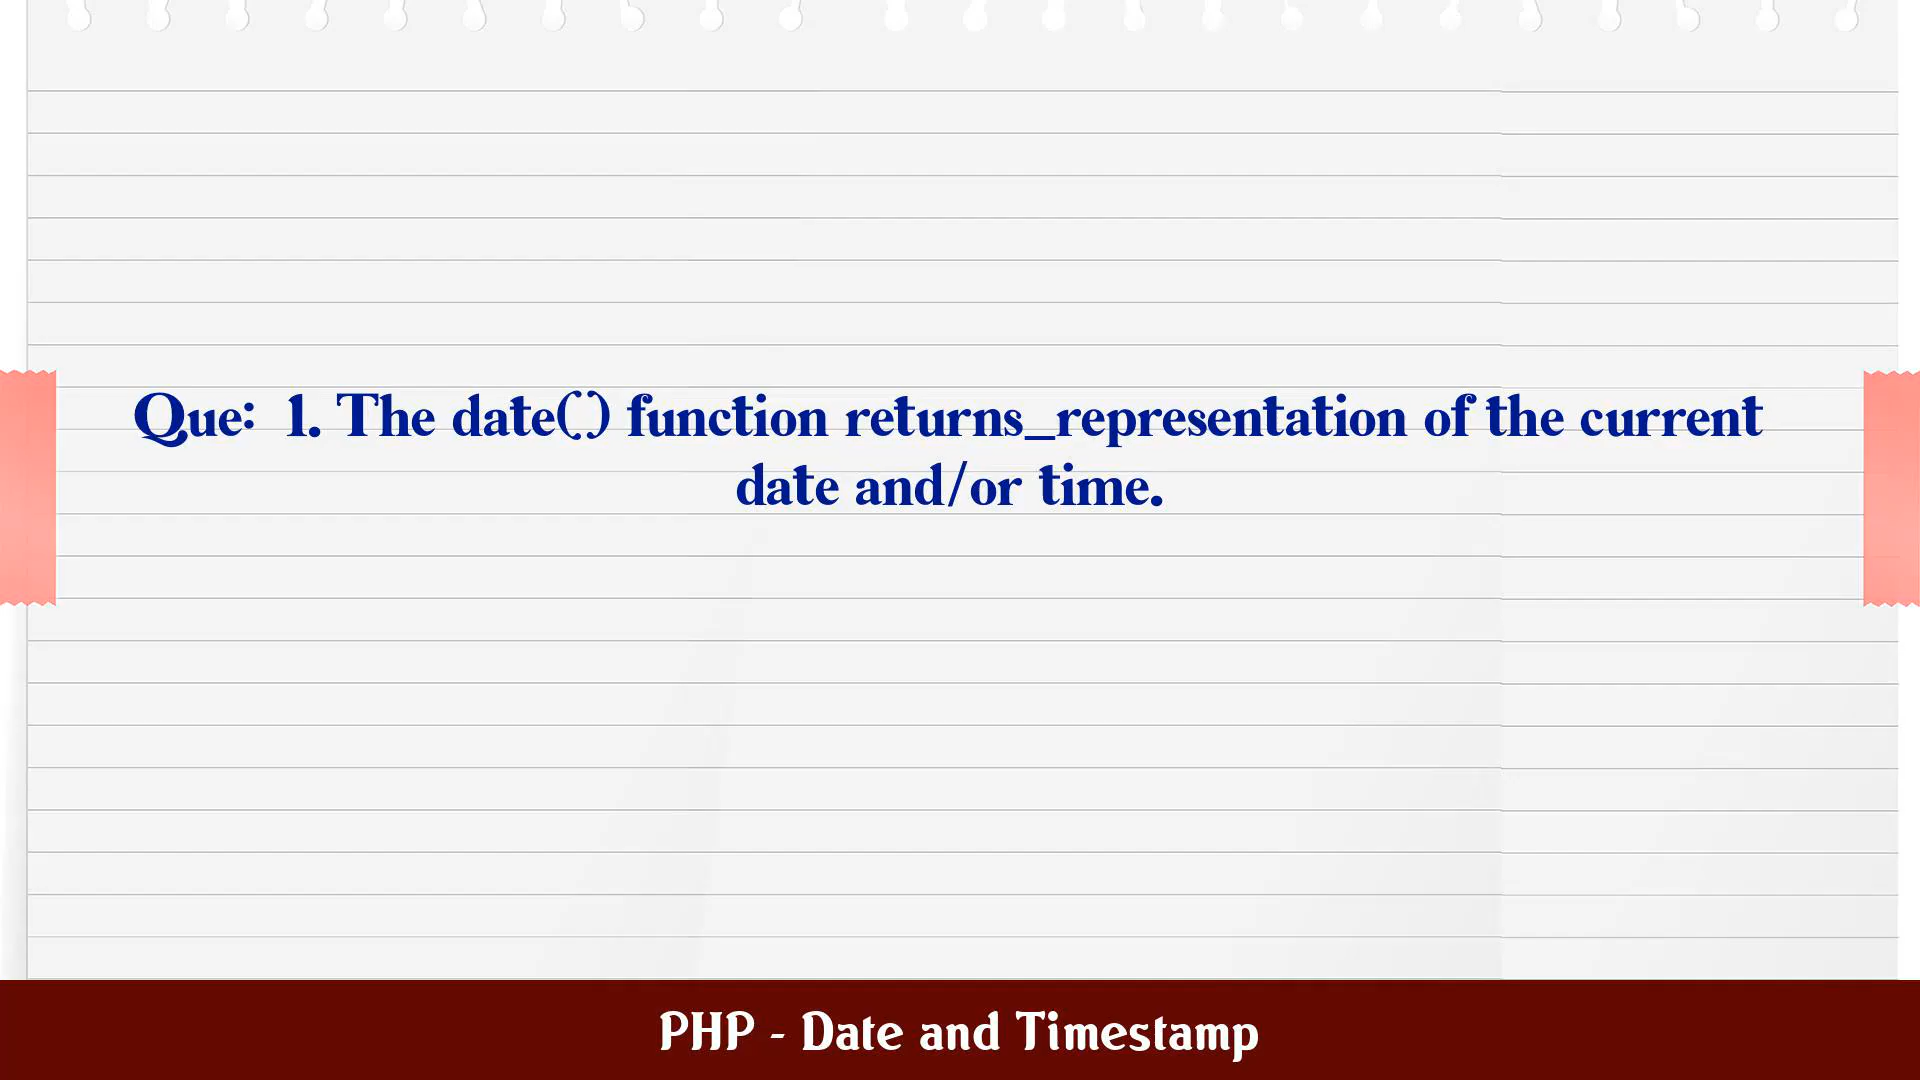 Que: 1. The date() function returns_representation of the current
date and/or time.
PHP - Date and Timestamp